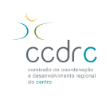 ccdrc
comissão de coordenação
e desenvolvimento regional
do centro